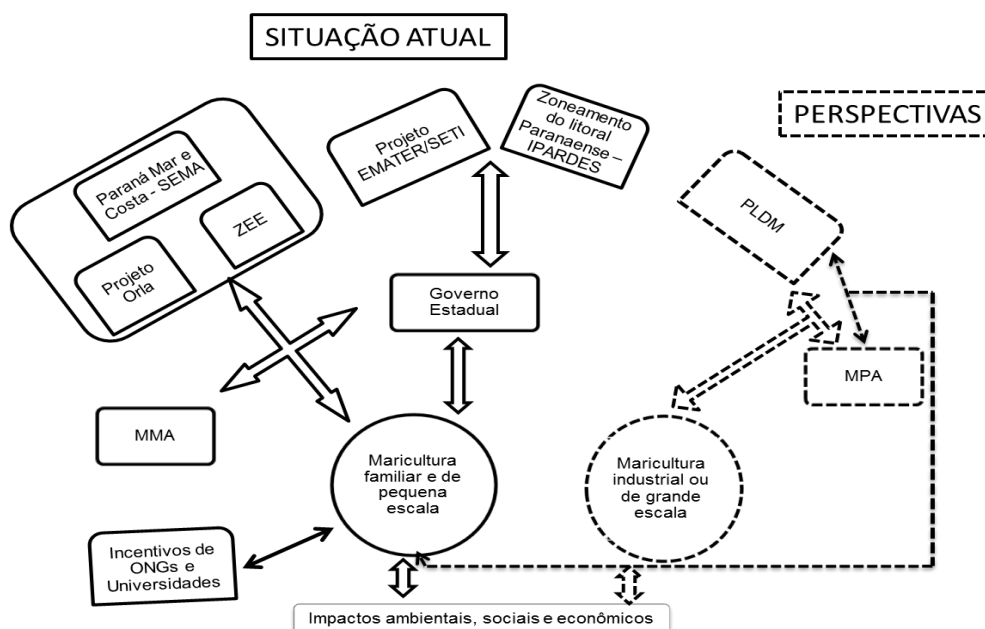 SITUAÇÃO ATUAL
PERSPECTIVAS
Paraná Mar e
Costa - SEMA
ZEE
Projeto
Orla
Projeto
EMATER/SETI
Zoneamento
do litoral
Paranaense –
IPARDES
PLDM
Governo
Estadual
MPA
MMA
Maricultura
familiar e de
pequena
escala
Maricultura
industrial ou
de grande
escala
Incentivos de
ONGs e
Universidades
Impactos ambientais, sociais e econômicos